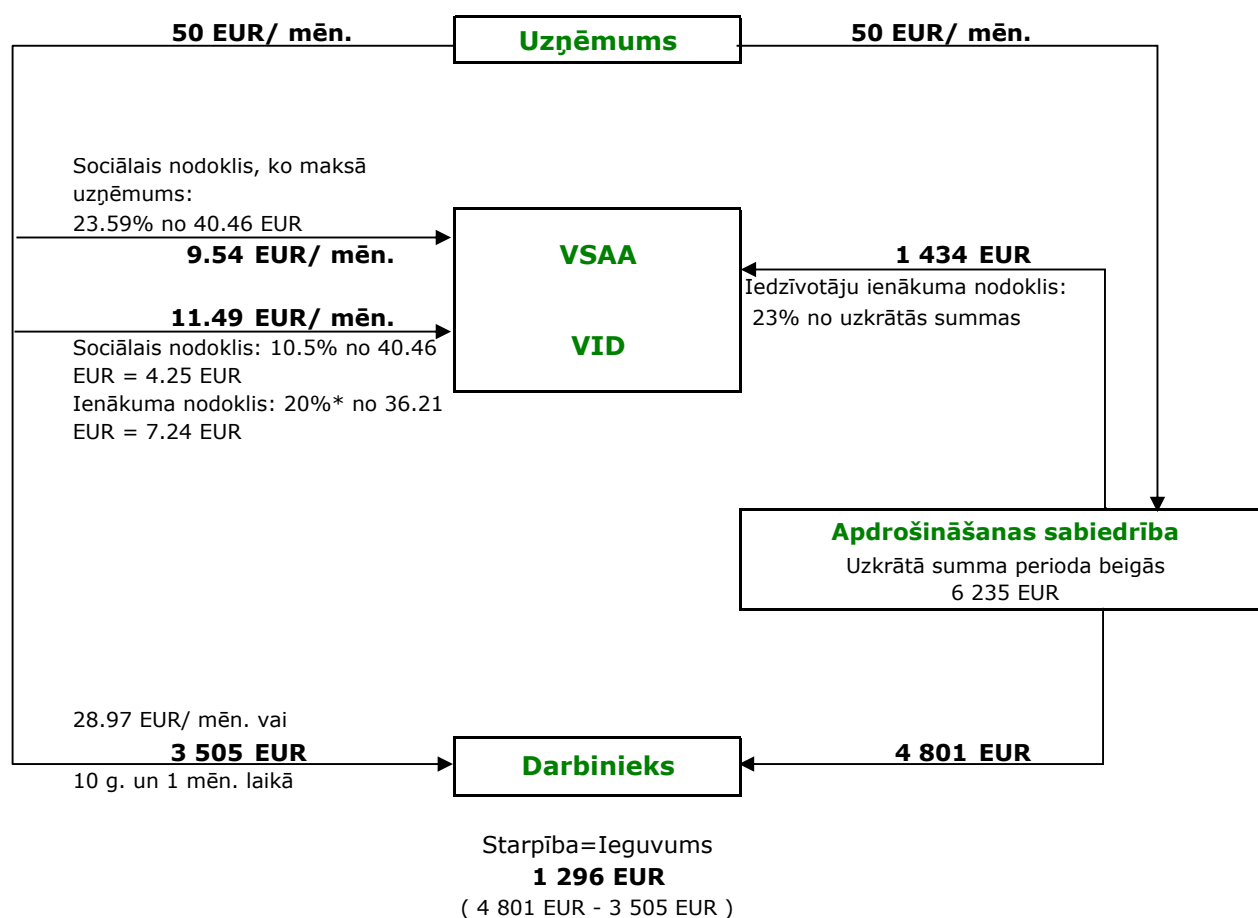 50 EUR/ mēn.
Uzņēmums
50 EUR/ mēn.
Sociālais nodoklis, ko maksā
uzņēmums:
23.59% no 40.46 EUR
9.54 EUR/ mēn.
11.49 EUR/ mēn.
Sociālais nodoklis: 10.5% no 40.46
EUR = 4.25 EUR
Ienākuma nodoklis: 20%* no 36.21
EUR = 7.24 EUR
VSAA
VID
1 434 EUR
Iedzīvotāju ienākuma nodoklis:
23% no uzkrātās summas
Apdrošināšanas sabiedrība
Uzkrātā summa perioda beigās
6 235 EUR
28.97 EUR/ mēn. vai
3 505 EUR
10 g. un 1 mēn. laikā
Darbinieks
4 801 EUR
Starpība=Ieguvums
1 296 EUR
( 4 801 EUR - 3 505 EUR )